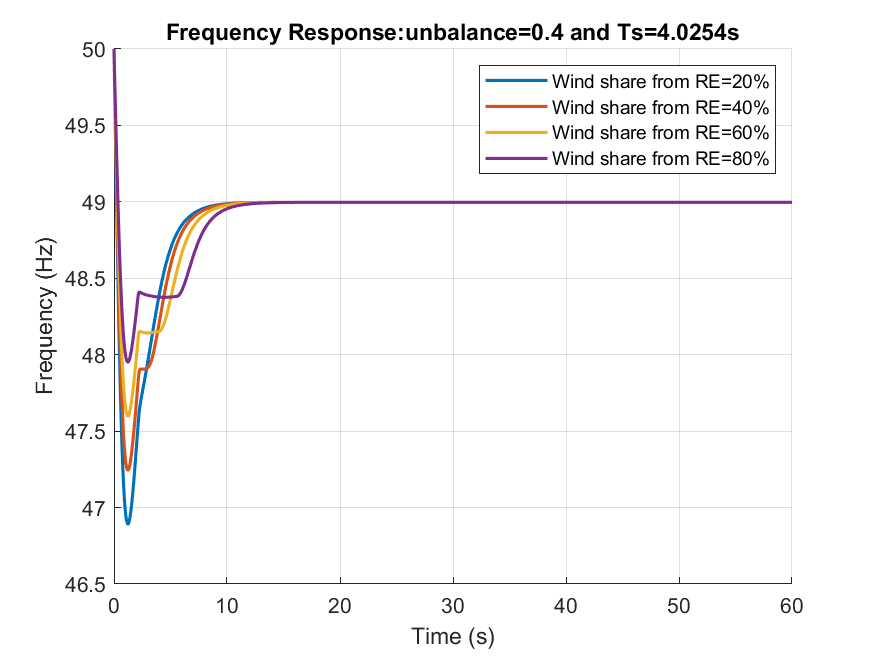 Frequency Response:unbalance=0.4 and Ts=4.0254s
Wind share from RE=20%
Wind share from RE=40%
Wind share from RE=60%
Wind share from RE=80%
Frequency (Hz)
50
49.5
49
48.5
48
47.5
47
46.5
0 10 20 30 40 50 60
Time (s)